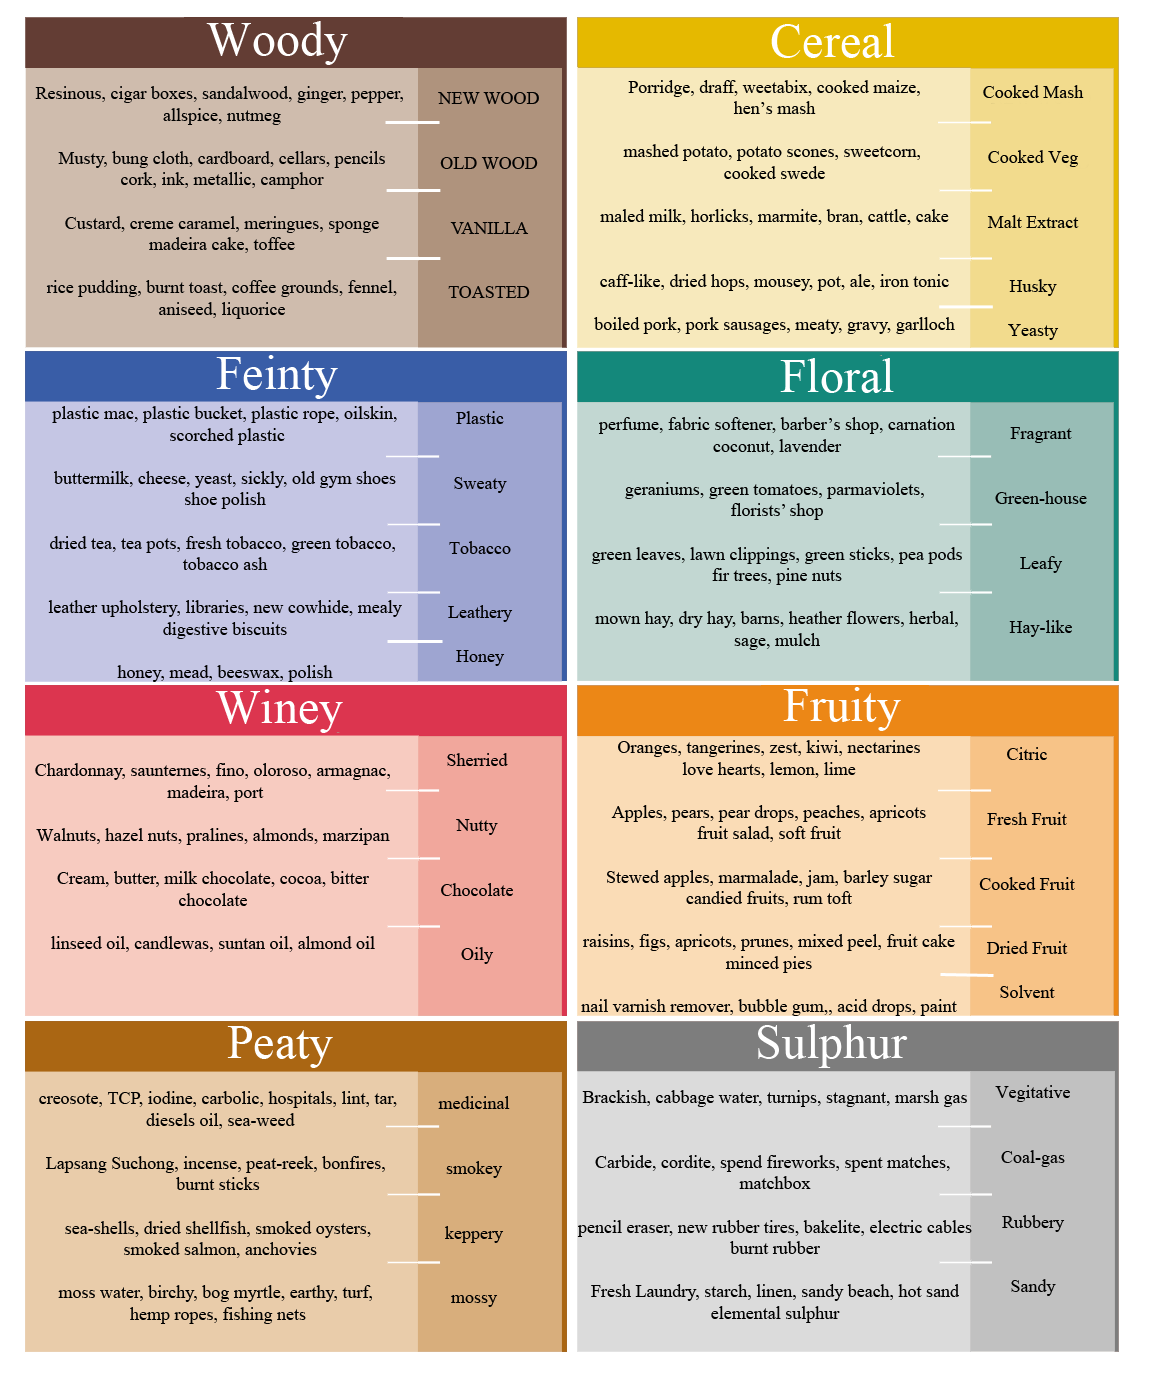 Woody
Resinous, cigar boxes, sandalwood, ginger, pepper,
allspice, nutmeg
NEW WOOD
Musty, bung cloth, cardboard, cellars, pencils
cork, ink, metallic, camphor
OLD WOOD
Custard, creme caramel, meringues, sponge
madeira cake, toffee
VANILLA
rice pudding, burnt toast, coffee grounds, fennel,
aniseed, liquorice
TOASTED
Cereal
Porridge, draff, weetabix, cooked maize,
hen's mash
Cooked Mash
mashed potato, potato scones, sweetcorn,
cooked swede
Cooked Veg
maled milk, horlicks, marmite, bran, cattle, cake
Malt Extract
caff-like, dried hops, mousey, pot, ale, iron tonic
Husky
boiled pork, pork sausages, meaty, gravy, garlloch
Yeasty
Feinty
plastic mac, plastic bucket, plastic rope, oilskin,
scorched plastic
Plastic
buttermilk, cheese, yeast, sickly, old gym shoes
shoe polish
Sweaty
dried tea, tea pots, fresh tobacco, green tobacco,
tobacco ash
Tobacco
leather upholstery, libraries, new cowhide, mealy
digestive biscuits
Leathery
honey, mead, beeswax, polish
Honey
Floral
perfume, fabric softener, barber's shop, carnation
coconut, lavender
Fragrant
geraniums, green tomatoes, parmaviolets,
florists' shop
Green-house
green leaves, lawn clippings, green sticks, pea pods
fir trees, pine nuts
Leafy
mown hay, dry hay, barns, heather flowers, herbal,
sage, mulch
Hay-like
Winey
Chardonnay, saunternes, fino, oloroso, armagnac,
madeira, port
Sherried
Walnuts, hazel nuts, pralines, almonds, marzipan
Nutty
Cream, butter, milk chocolate, cocoa, bitter
chocolate
Chocolate
linseed oil, candlewas, suntan oil, almond oil
Oily
Fruity
Oranges, tangerines, zest, kiwi, nectarines
love hearts, lemon, lime
Citric
Apples, pears, pear drops, peaches, apricots
fruit salad, soft fruit
Fresh Fruit
Stewed apples, marmalade, jam, barley sugar
candied fruits, rum toft
Cooked Fruit
raisins, figs, apricots, prunes, mixed peel, fruit cake
minced pies
Dried Fruit
nail varnish remover, bubble gum,, acid drops, paint
Solvent
Peaty
creosote, TCP, iodine, carbolic, hospitals, lint, tar,
diesels oil, sea-weed
medicinal
Lapsang Suchong, incense, peat-reek, bonfires,
burnt sticks
smokey
sea-shells, dried shellfish, smoked oysters,
smoked salmon, anchovies
keppery
moss water, birchy, bog myrtle, earthy, turf,
hemp ropes, fishing nets
mossy
Sulphur
Brackish, cabbage water, turnips, stagnant, marsh gas
Vegitative
Carbide, cordite, spend fireworks, spent matches,
matchbox
Coal-gas
pencil eraser, new rubber tires, bakelite, electric cables
burnt rubber
Rubbery
Fresh Laundry, starch, linen, sandy beach, hot sand
elemental sulphur
Sandy